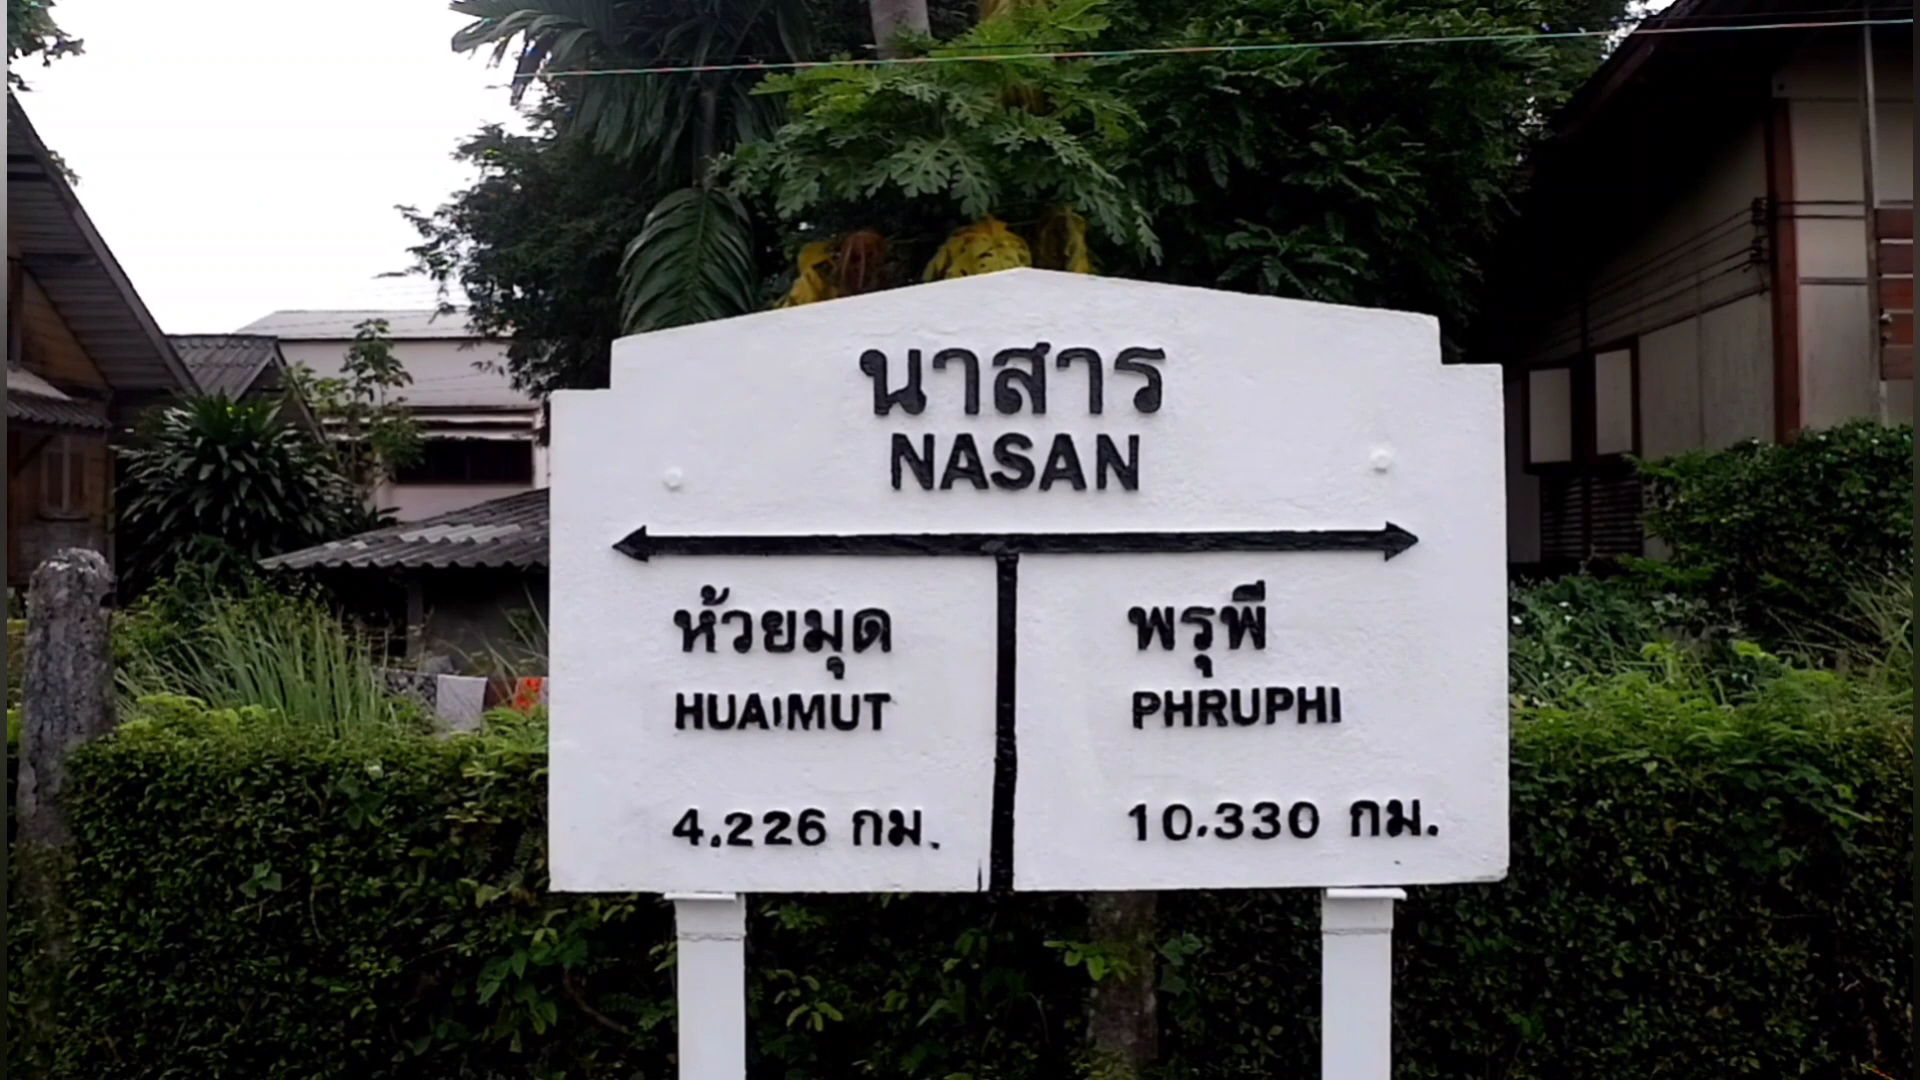 นาสาร
NASAN
ห้วยมุด
HUAIMUT
4.226 กม.
พรุพี
PHRUPHI
10.330 กม.